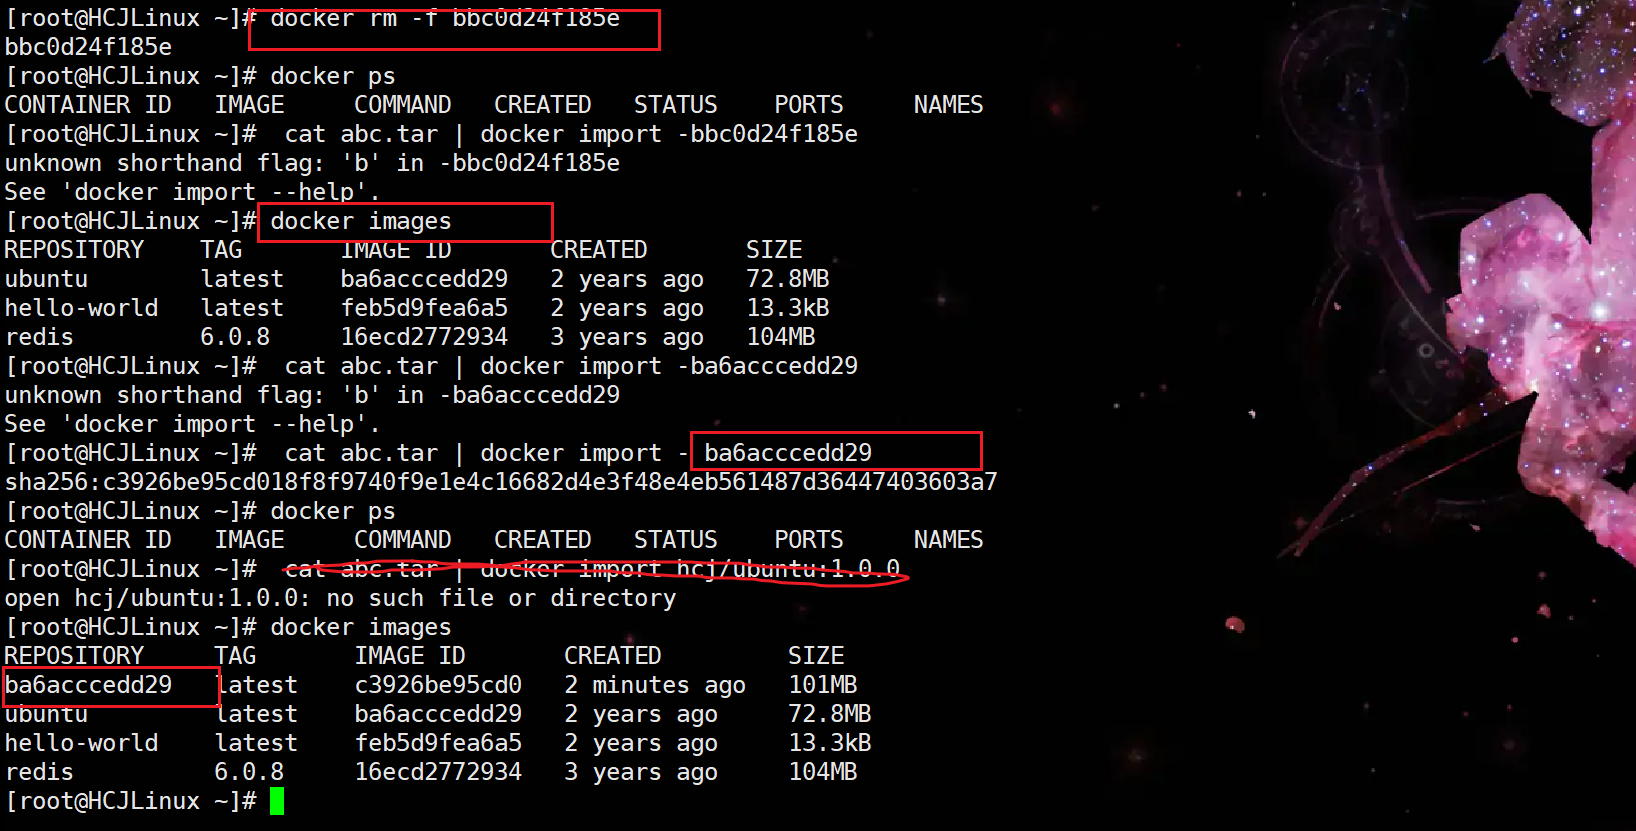 [root@HCJLinux ~]# docker rm -f bbc0d24f185e
bbc0d24f185e
[root@HCJLinux ~]# docker ps
CONTAINER ID   IMAGE     COMMAND   CREATED   STATUS    PORTS     NAMES
[root@HCJLinux ~]#  cat abc.tar | docker import -bbc0d24f185e
unknown shorthand flag: 'b' in -bbc0d24f185e
See 'docker import --help'.
[root@HCJLinux ~]# docker images
REPOSITORY    TAG       IMAGE ID       CREATED       SIZE
ubuntu        latest    ba6acccedd29   2 years ago   72.8MB
hello-world   latest    feb5d9fea6a5   2 years ago   13.3kB
redis         6.0.8     16ecd2772934   3 years ago   104MB
[root@HCJLinux ~]#  cat abc.tar | docker import -ba6acccedd29
unknown shorthand flag: 'b' in -ba6acccedd29
See 'docker import --help'.
[root@HCJLinux ~]#  cat abc.tar | docker import - ba6acccedd29
sha256:c3926be95cd018f8f9740f9e1e4c16682d4e3f48e4eb561487d36447403603a7
[root@HCJLinux ~]# docker ps
CONTAINER ID   IMAGE     COMMAND   CREATED   STATUS    PORTS     NAMES
[root@HCJLinux ~]#  cat abc.tar | docker import hcj/ubuntu:1.0.0
open hcj/ubuntu:1.0.0: no such file or directory
[root@HCJLinux ~]# docker images
REPOSITORY     TAG       IMAGE ID       CREATED         SIZE
ba6acccedd29   latest    c3926be95cd0   2 minutes ago   101MB
ubuntu         latest    ba6acccedd29   2 years ago     72.8MB
hello-world    latest    feb5d9fea6a5   2 years ago     13.3kB
redis          6.0.8     16ecd2772934   3 years ago     104MB
[root@HCJLinux ~]#